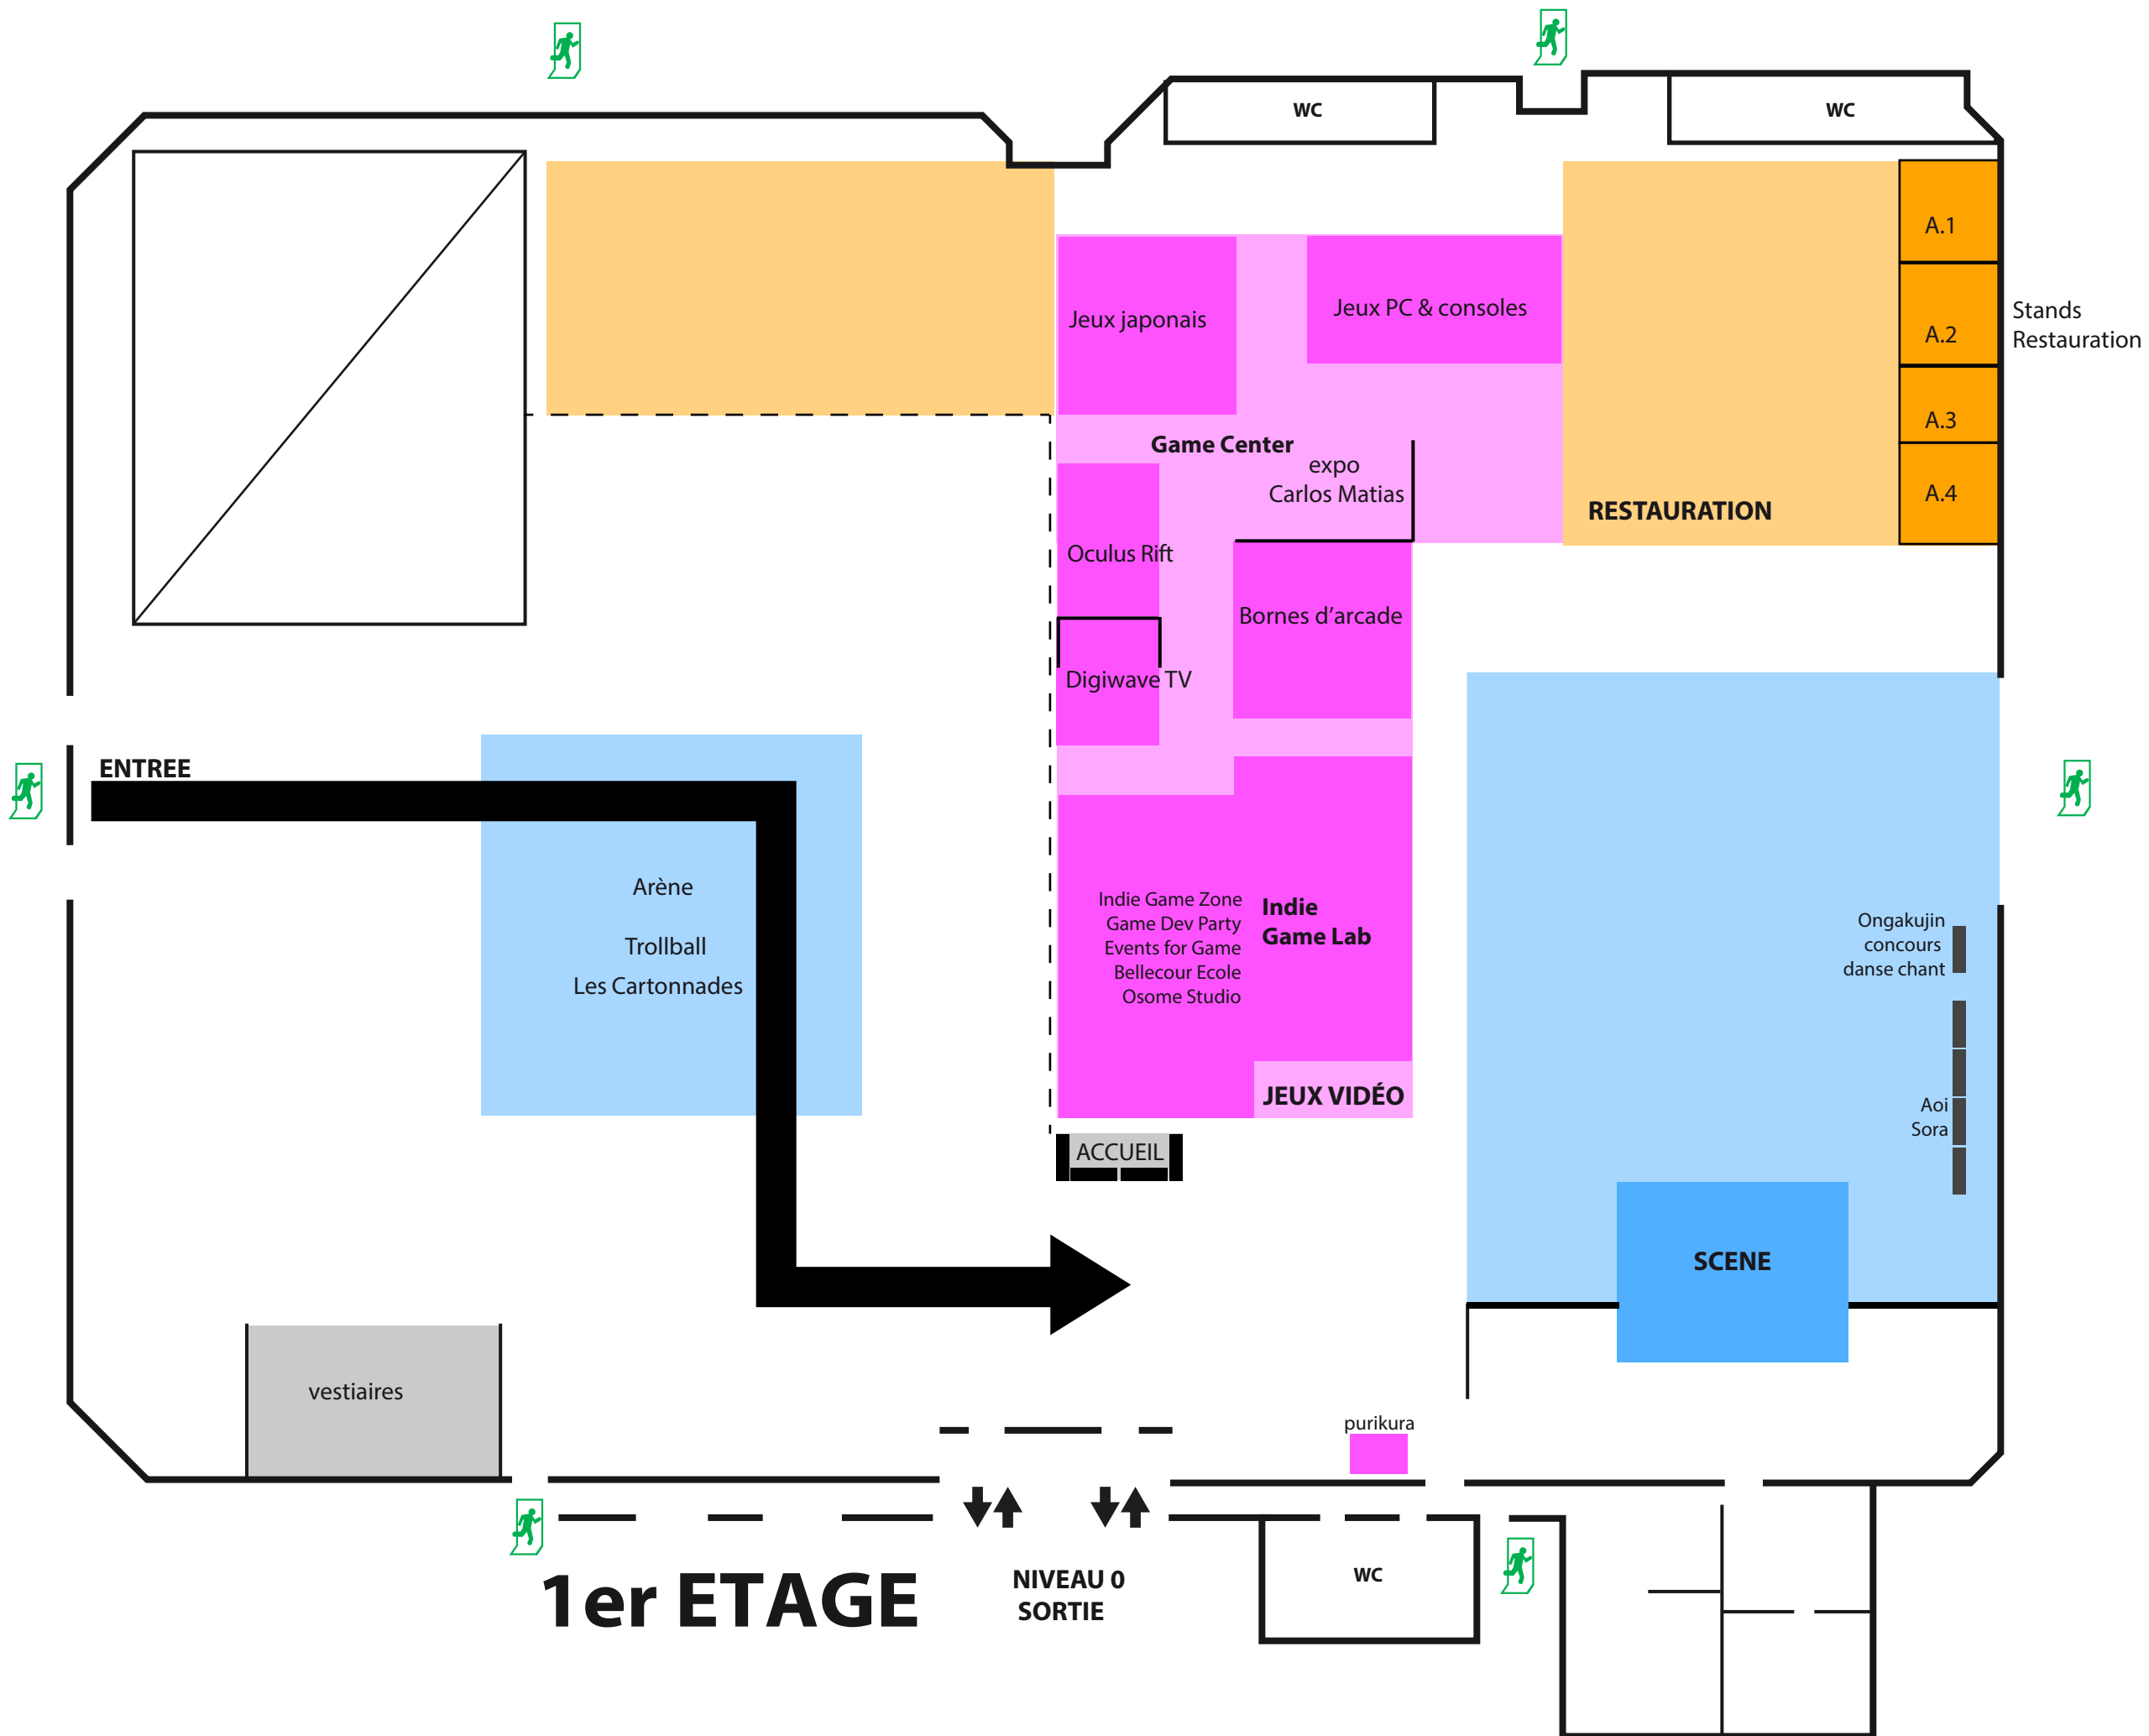 WC
WC
A.1
A.2
A.3
A.4
Stands
Restauration
RESTAURATION
Jeux japonais
Jeux PC & consoles
Game Center
expo
Carlos Matias
Oculus Rift
Bornes d’arcade
Digiwave TV
ENTREE
Arène
Trollball
Les Cartonnades
Indie Game Zone
Game Dev Party
Events for Game
Bellecour Ecole
Osome Studio
Indie
Game Lab
JEUX VIDÉO
ACCUEIL
Ongakujin
concours
danse chant
Aoi
Sora
SCENE
vestiaires
purikura
1er ETAGE
NIVEAU 0
SORTIE
WC